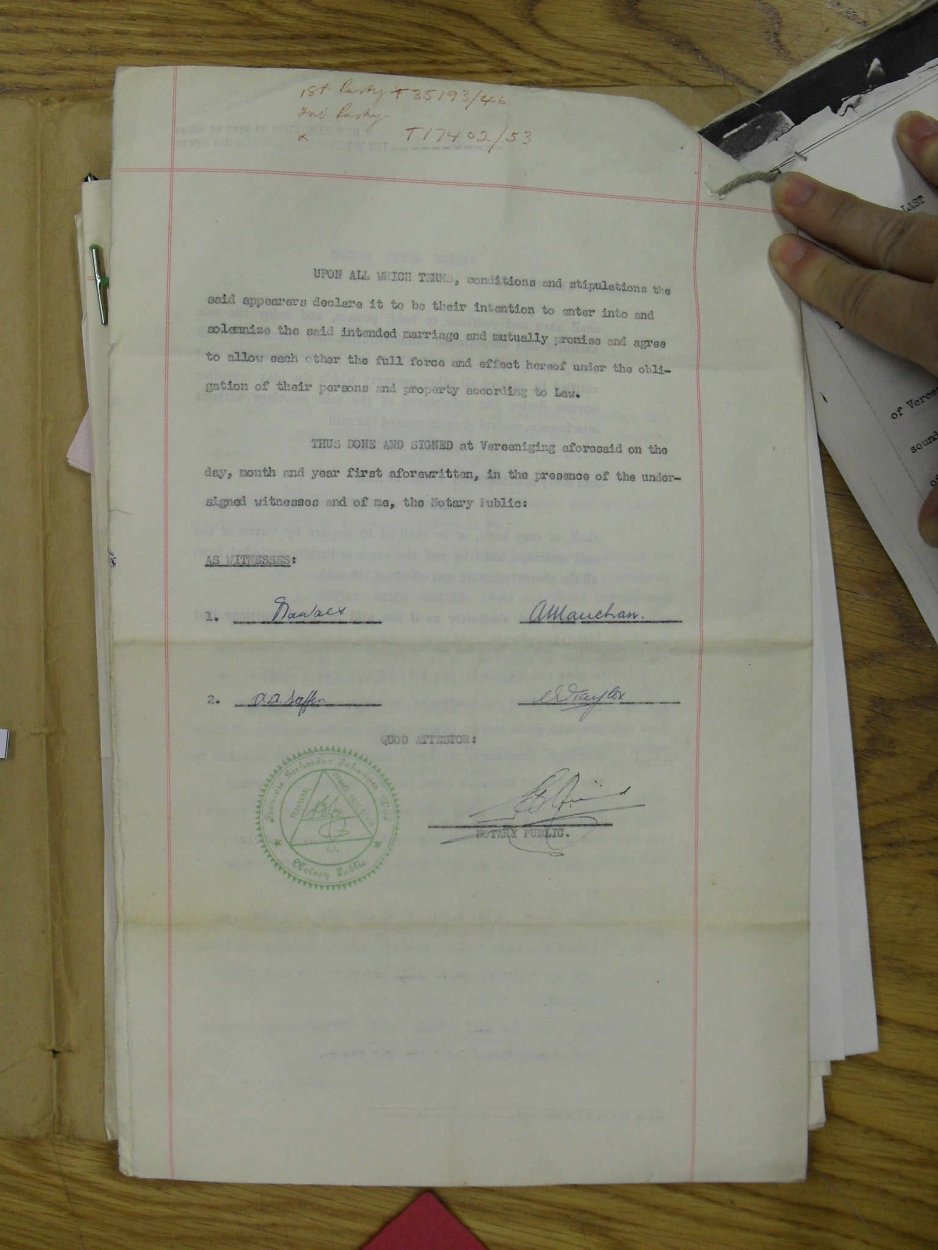 1st Party T 35193/46
2nd Party
x T17402/53
UPON ALL WHICH TERMS, conditions and stipulations the
said appearers declare it to be their intention to enter into and
solemnize the said intended marriage and mutually promise and agree
to allow each other the full force and effect hereof under the obli-
gation of their persons and property according to Law.
THUS DONE AND SIGNED at Vereeniging aforesaid on the
day, month and year first aforewritten, in the presence of the under-
signed witnesses and of me, the Notary Public:
AS WITNESSES:
1.
2.
QUOD ATTESTOR:
NOTARY PUBLIC.
Notary Public
LAST
of Veree
soun